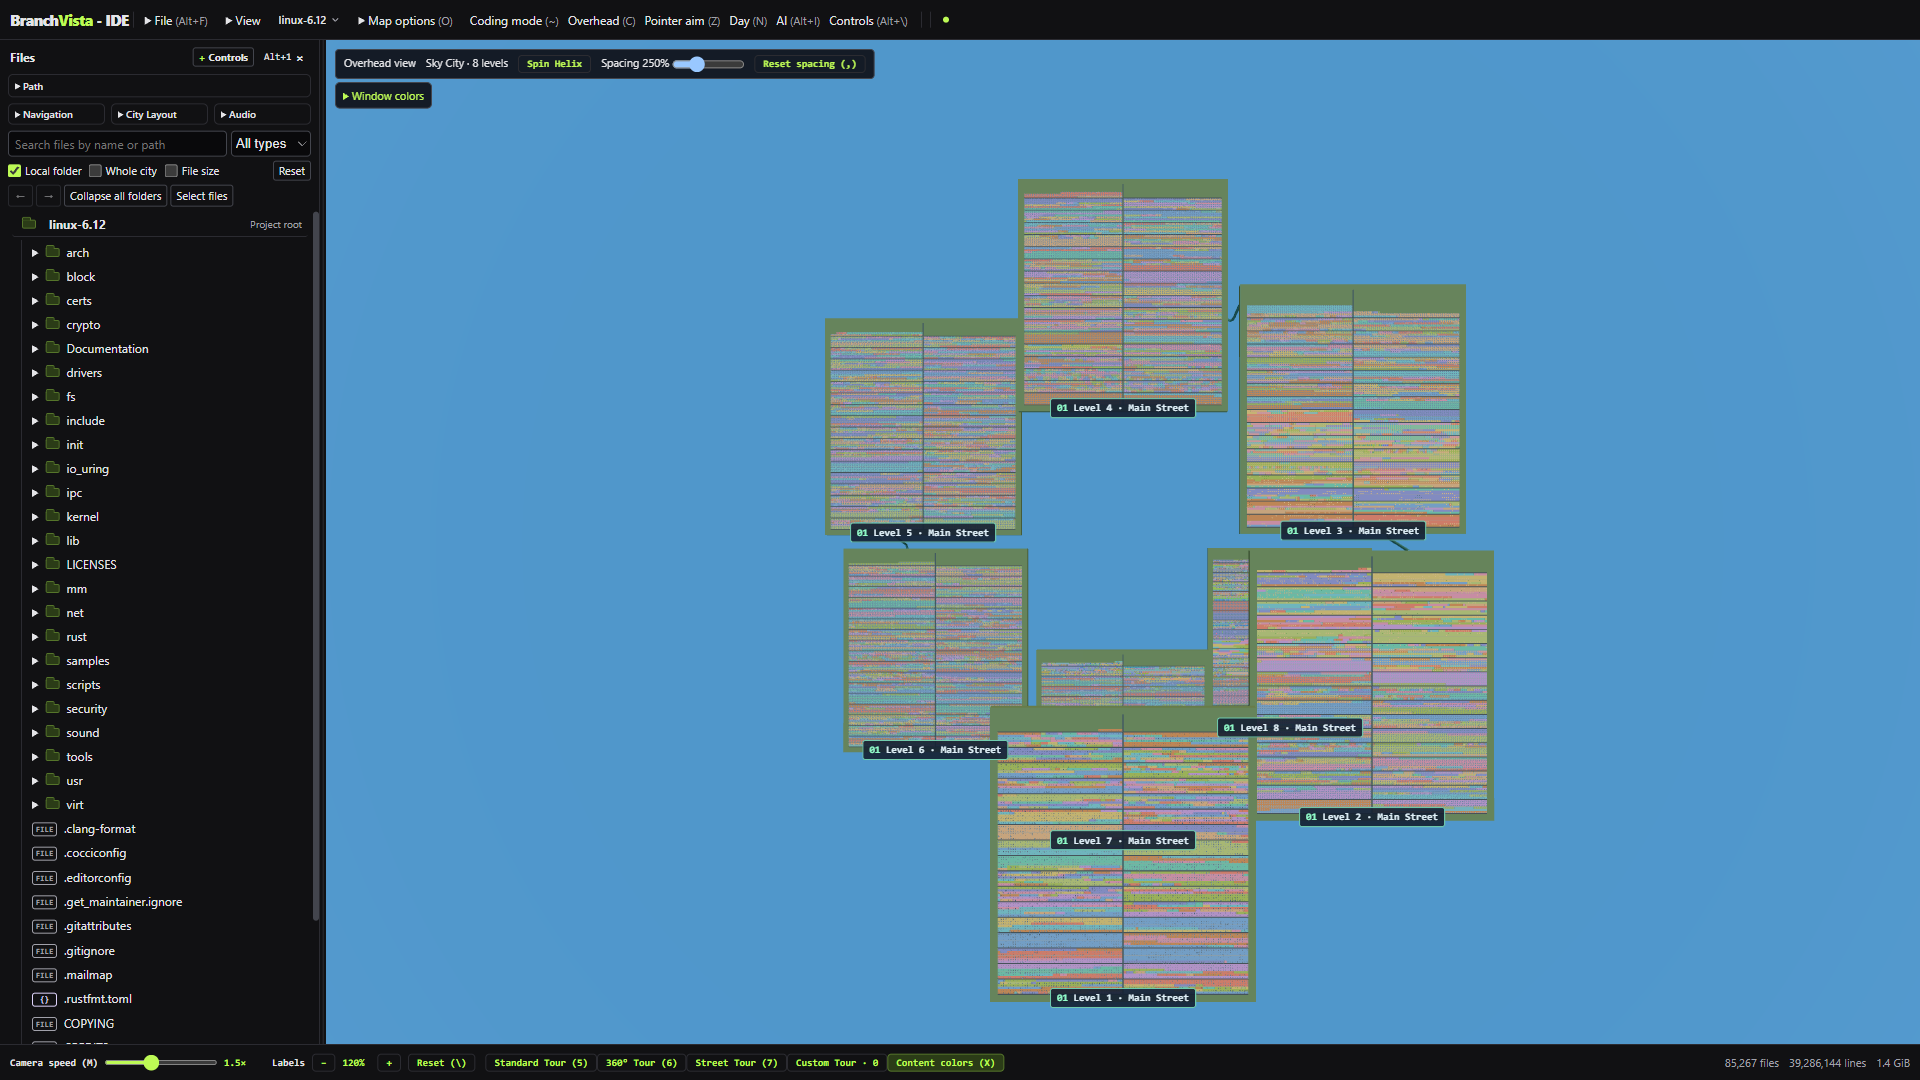 BranchVista - IDE
File (Alt+F)
View
linux-6.12
Map options (O)
Coding mode (~)
Overhead (C)
Pointer aim (Z)
Day (N)
AI (Alt+I)
Controls (Alt+\)
Files
+ Controls
Alt+1 ×
Path
Navigation
City Layout
Audio
Search files by name or path
All types
Local folder
Whole city
File size
Reset
←
→
Collapse all folders
Select files
linux-6.12
Project root
arch
block
certs
crypto
Documentation
drivers
fs
include
init
io_uring
ipc
kernel
lib
LICENSES
mm
net
rust
samples
scripts
security
sound
tools
usr
virt
FILE .clang-format
FILE .cocciconfig
FILE .editorconfig
FILE .get_maintainer.ignore
FILE .gitattributes
FILE .gitignore
FILE .mailmap
{} .rustfmt.toml
FILE COPYING
Overhead view
Sky City · 8 levels
Spin Helix
Spacing 250%
Reset spacing (,)
Window colors
01 Level 4 · Main Street
01 Level 3 · Main Street
01 Level 5 · Main Street
01 Level 8 · Main Street
01 Level 6 · Main Street
01 Level 2 · Main Street
01 Level 7 · Main Street
01 Level 1 · Main Street
Camera speed (M)
1.5×
Labels
−
120%
+
Reset (\)
Standard Tour (5)
360° Tour (6)
Street Tour (7)
Custom Tour · 0
Content colors (X)
85,267 files
39,286,144 lines
1.4 GiB